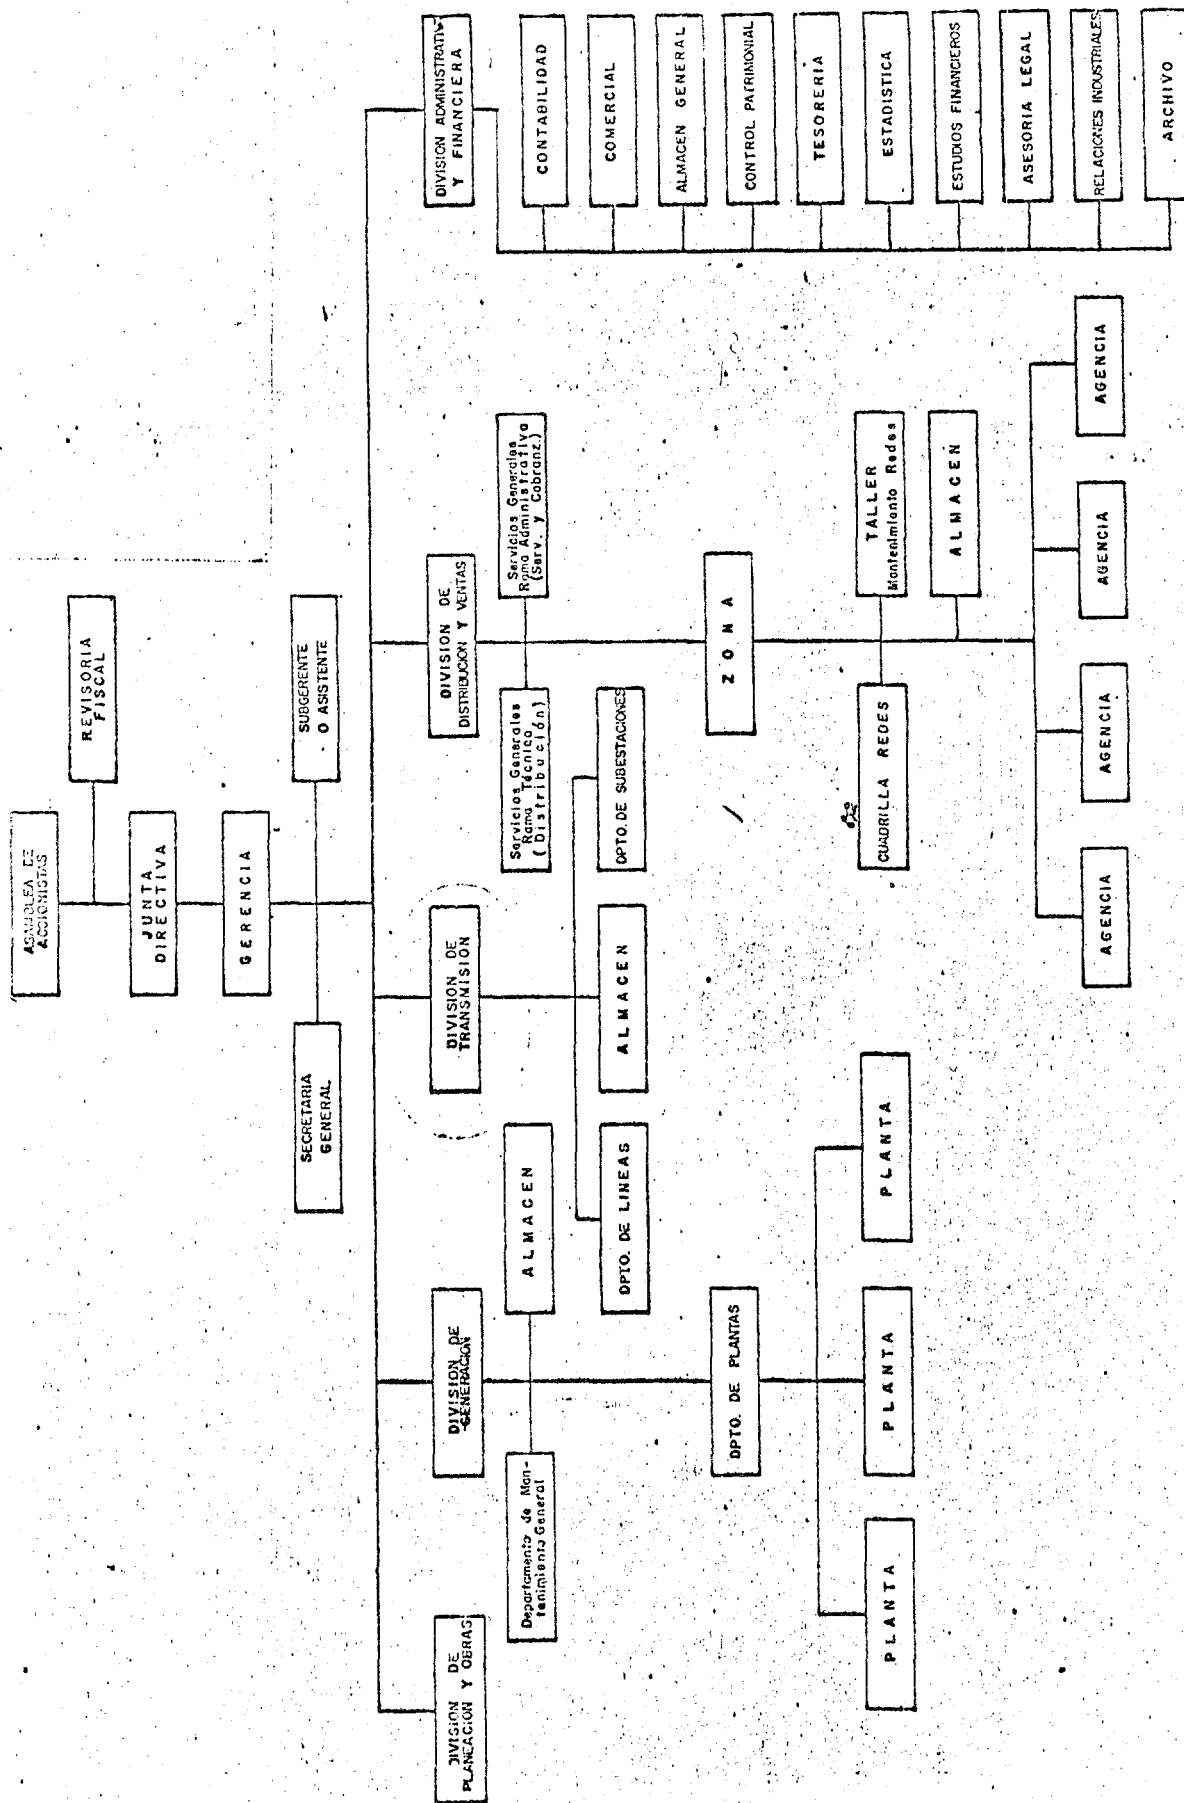 ASAMBLEA DE
ACCIONISTAS
REVISORIA
FISCAL
JUNTA
DIRECTIVA
GERENCIA
SECRETARIA
GENERAL
SUBGERENTE
O ASISTENTE
DIVISION DE
PLANEACION Y OBRAS
DIVISION DE
GENERACION
DIVISION DE
TRANSMISION
DIVISION DE
DISTRIBUCION Y VENTAS
DIVISION ADMINISTRATIV
Y FINANCIERA
Departamento de Man-
tenimiento General
ALMACEN
DPTO. DE PLANTAS
PLANTA
PLANTA
PLANTA
DPTO. DE LINEAS
ALMACEN
DPTO. DE SUBESTACIONES
Servicios Generales
Rama Técnica
(Distribución)
Servicios Generales
Rama Administrativa
(Serv. y Cobranz.)
ZONA
CUADRILLA REDES
TALLER
Mantenimiento Redes
ALMACEN
AGENCIA
AGENCIA
AGENCIA
AGENCIA
CONTABILIDAD
COMERCIAL
ALMACEN GENERAL
CONTROL PATRIMONIAL
TESORERIA
ESTADISTICA
ESTUDIOS FINANCIEROS
ASESORIA LEGAL
RELACIONES INDUSTRIALES
ARCHIVO